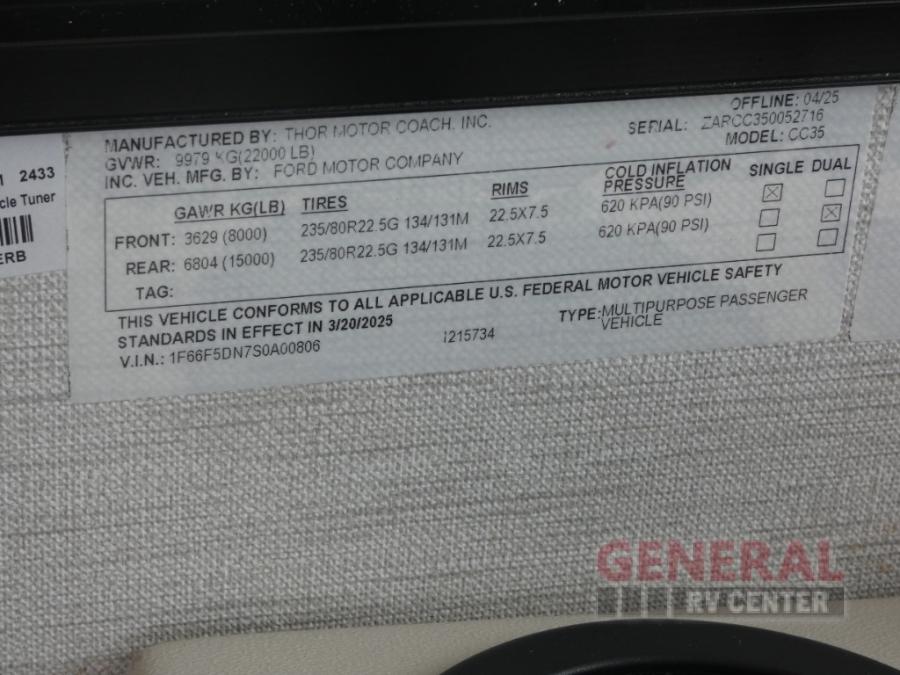 OFFLINE: 04/25
MANUFACTURED BY: THOR MOTOR COACH, INC.
SERIAL: ZARCC350052716
GVWR: 9979 KG(22000 LB)
MODEL: CC35
INC. VEH. MFG. BY: FORD MOTOR COMPANY
GAWR KG(LB) TIRES RIMS COLD INFLATION PRESSURE SINGLE DUAL
FRONT: 3629 (8000) 235/80R22.5G 134/131M 22.5X7.5 620 KPA(90 PSI)
REAR: 6804 (15000) 235/80R22.5G 134/131M 22.5X7.5 620 KPA(90 PSI)
TAG:
THIS VEHICLE CONFORMS TO ALL APPLICABLE U.S. FEDERAL MOTOR VEHICLE SAFETY
STANDARDS IN EFFECT IN 3/20/2025
TYPE: MULTIPURPOSE PASSENGER
VEHICLE
V.I.N.: 1F66F5DN7S0A00806
1215734
2433
cle Tuner
ERB
GENERAL
RV CENTER